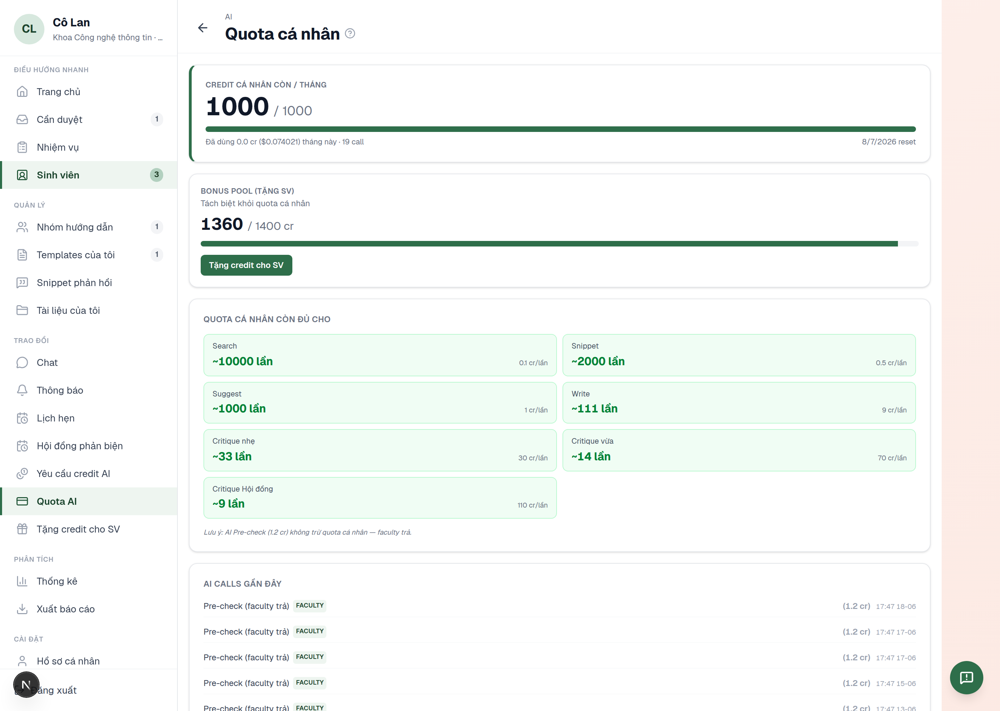 CL
Cô Lan
Khoa Công nghệ thông tin · ...
ĐIỀU HƯỚNG NHANH
Trang chủ
Cần duyệt 1
Nhiệm vụ
Sinh viên 3
QUẢN LÝ
Nhóm hướng dẫn 1
Templates của tôi 1
Snippet phản hồi
Tài liệu của tôi
TRAO ĐỔI
Chat
Thông báo
Lịch hẹn
Hội đồng phản biện
Yêu cầu credit AI
Quota AI
Tặng credit cho SV
PHÂN TÍCH
Thống kê
Xuất báo cáo
CÀI ĐẶT
Hồ sơ cá nhân
N
Đăng xuất
AI
Quota cá nhân
CREDIT CÁ NHÂN CÒN / THÁNG
1000 / 1000
Đã dùng 0.0 cr ($0.074021) tháng này · 19 call
8/7/2026 reset
BONUS POOL (TẶNG SV)
Tách biệt khỏi quota cá nhân
1360 / 1400 cr
Tặng credit cho SV
QUOTA CÁ NHÂN CÒN ĐỦ CHO
Search
~10000 lần 0.1 cr/lần
Snippet
~2000 lần 0.5 cr/lần
Suggest
~1000 lần 1 cr/lần
Write
~111 lần 9 cr/lần
Critique nhẹ
~33 lần 30 cr/lần
Critique vừa
~14 lần 70 cr/lần
Critique Hội đồng
~9 lần 110 cr/lần
Lưu ý: AI Pre-check (1.2 cr) không trừ quota cá nhân — faculty trả.
AI CALLS GẦN ĐÂY
Pre-check (faculty trả) FACULTY (1.2 cr) 17:47 18-06
Pre-check (faculty trả) FACULTY (1.2 cr) 17:47 17-06
Pre-check (faculty trả) FACULTY (1.2 cr) 17:47 17-06
Pre-check (faculty trả) FACULTY (1.2 cr) 17:47 15-06
Pre-check (faculty trả) FACULTY (1.2 cr) 17:47 13-06